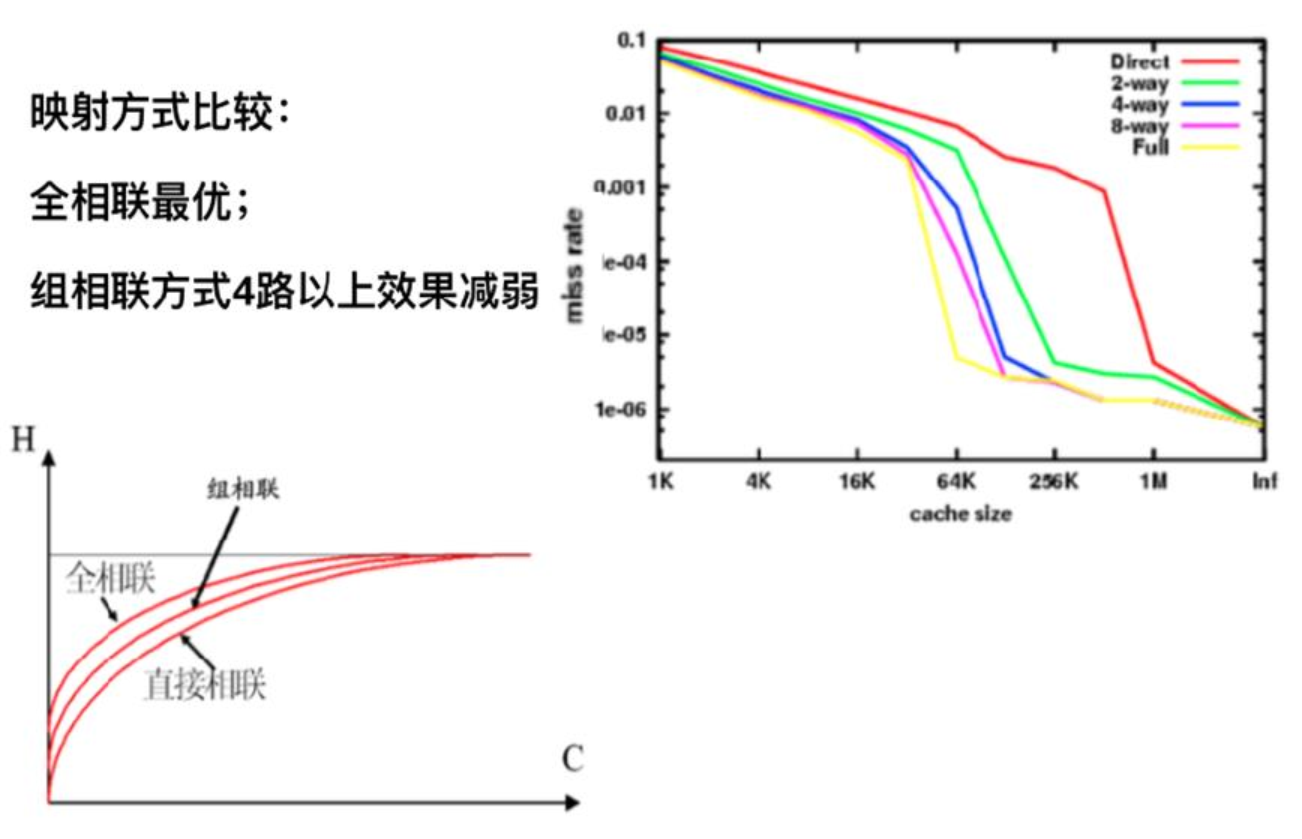 映射方式比较：
全相联最优；
组相联方式4路以上效果减弱
0.1
0.01
0.001
1e-04
1e-05
1e-06
miss rate
Direct
2-way
4-way
8-way
Full
1K 4K 16K 64K 256K 1M Inf
cache size
H
组相联
全相联
直接相联
C